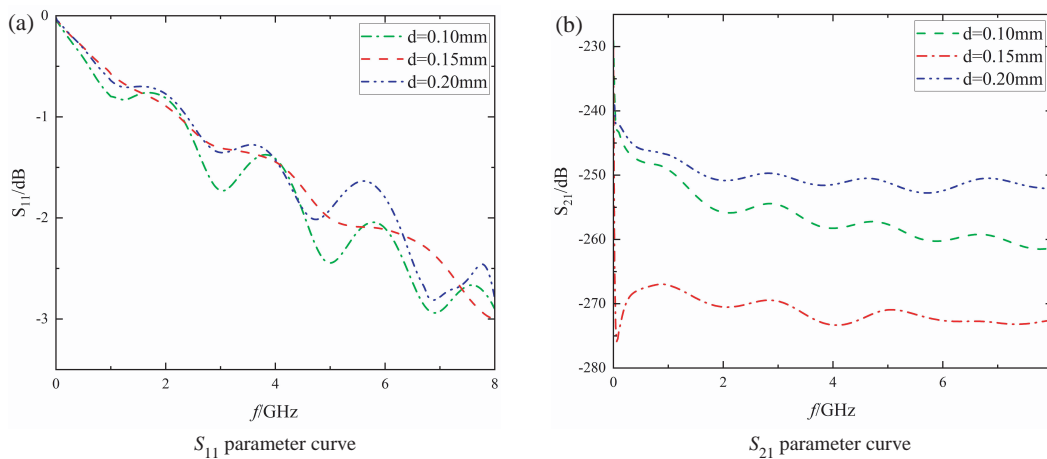 (a)
d=0.10mm
d=0.15mm
d=0.20mm
0
-1
-2
-3
S11/dB
0 2 4 6 8
f/GHz
S11 parameter curve
(b)
d=0.10mm
d=0.15mm
d=0.20mm
-230
-240
-250
-260
-270
-280
S21/dB
0 2 4 6
f/GHz
S21 parameter curve